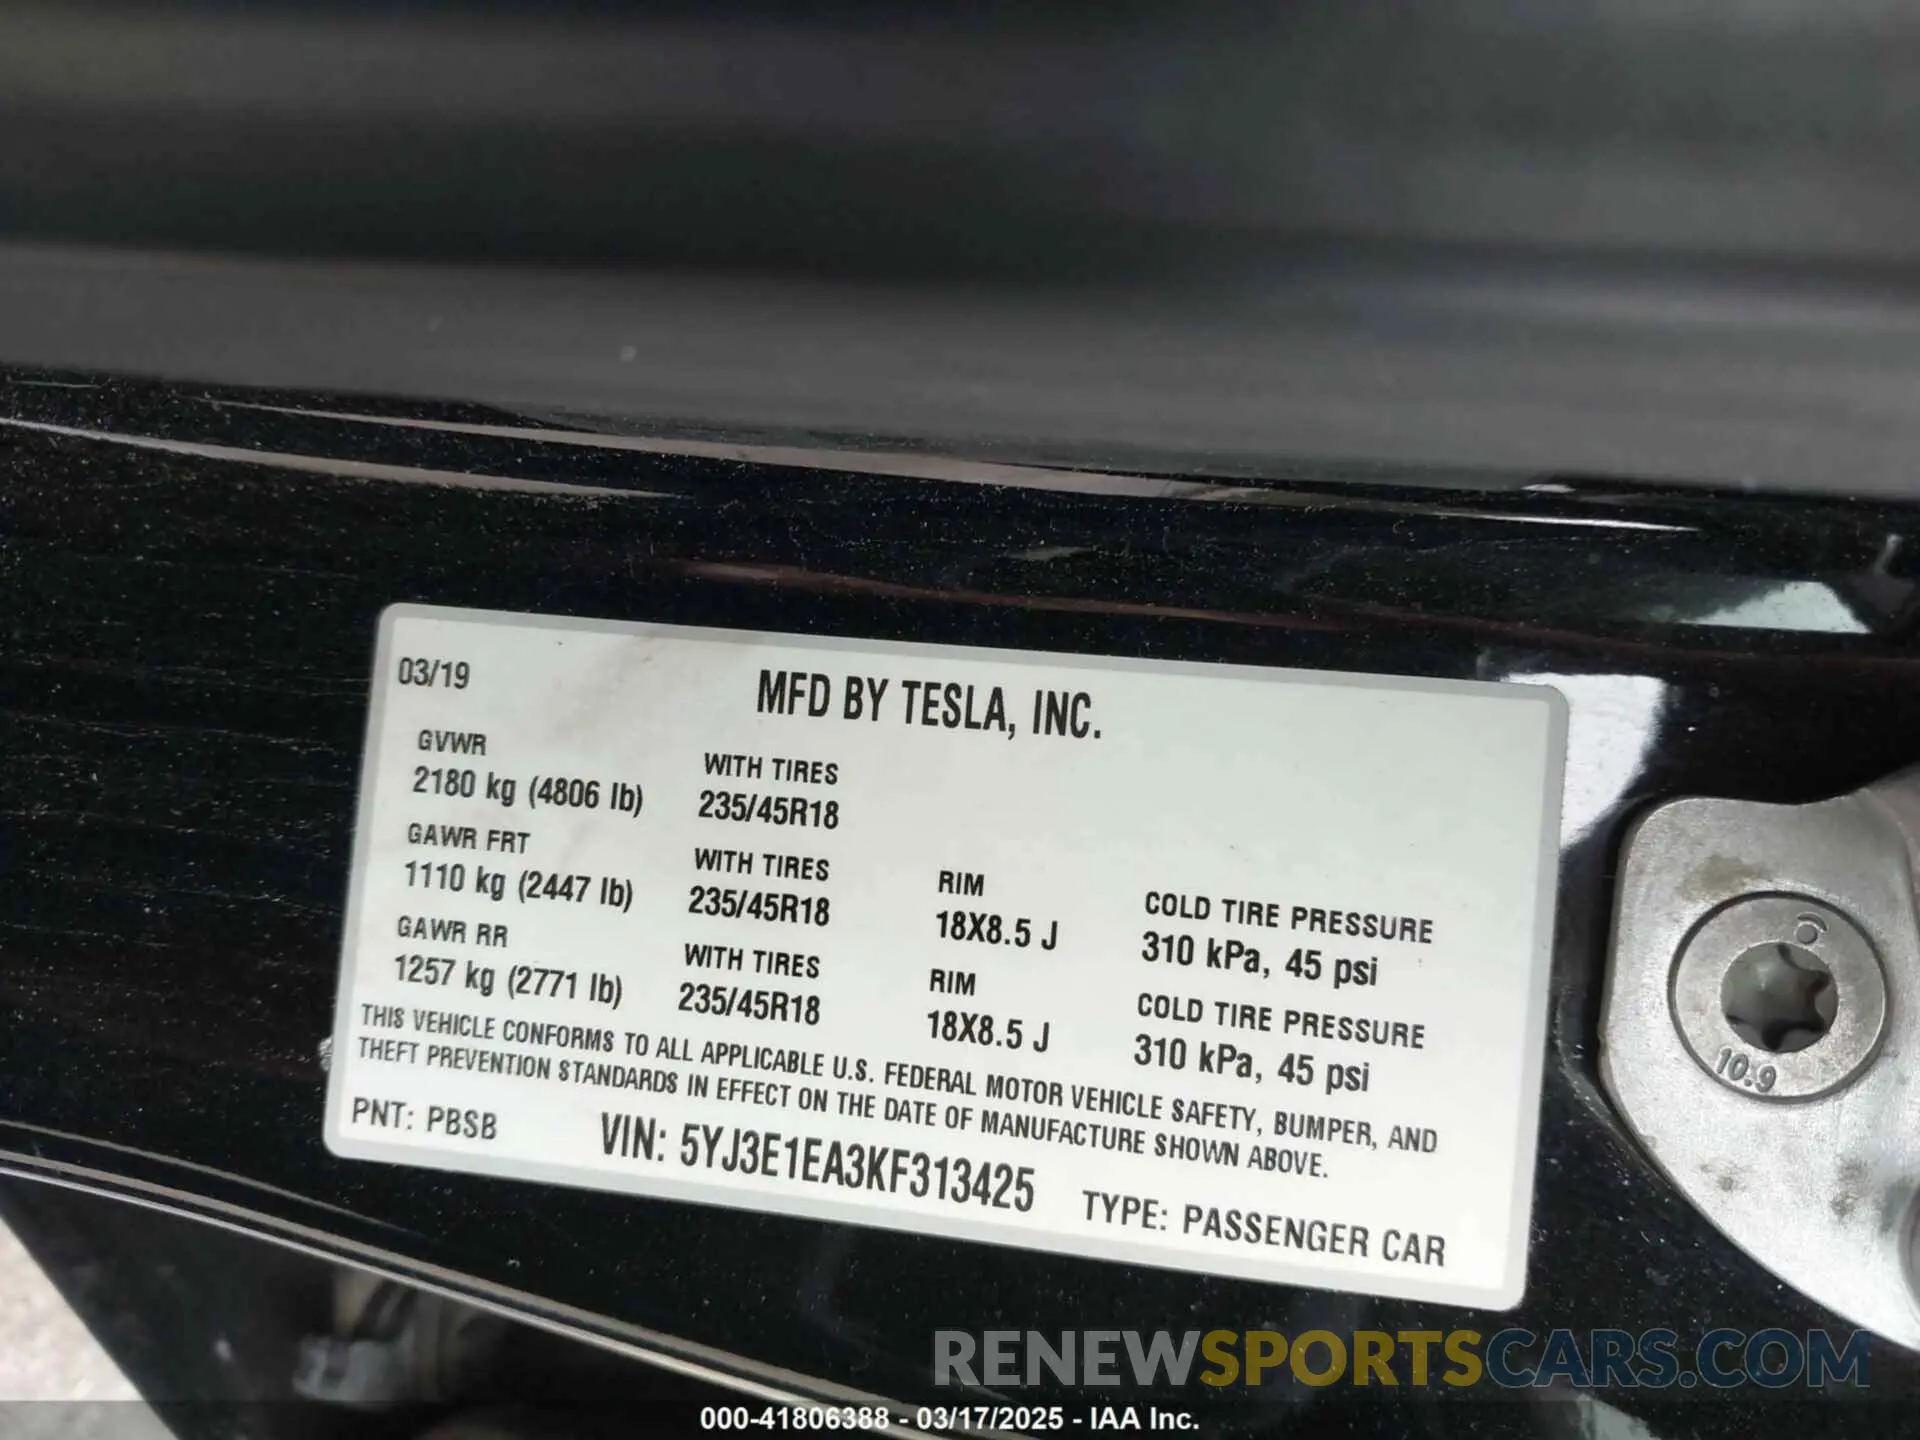 03/19
MFD BY TESLA, INC.
GVWR
2180 kg (4806 lb)
WITH TIRES
235/45R18
GAWR FRT
1110 kg (2447 lb)
WITH TIRES
235/45R18
RIM
18X8.5 J
COLD TIRE PRESSURE
310 kPa, 45 psi
GAWR RR
1257 kg (2771 lb)
WITH TIRES
235/45R18
RIM
18X8.5 J
COLD TIRE PRESSURE
310 kPa, 45 psi
THIS VEHICLE CONFORMS TO ALL APPLICABLE U.S. FEDERAL MOTOR VEHICLE SAFETY, BUMPER, AND
THEFT PREVENTION STANDARDS IN EFFECT ON THE DATE OF MANUFACTURE SHOWN ABOVE.
PNT: PBSB
VIN: 5YJ3E1EA3KF313425
TYPE: PASSENGER CAR
10.9
RENEWSPORTSCARS.COM
000-41806388 - 03/17/2025 - IAA Inc.